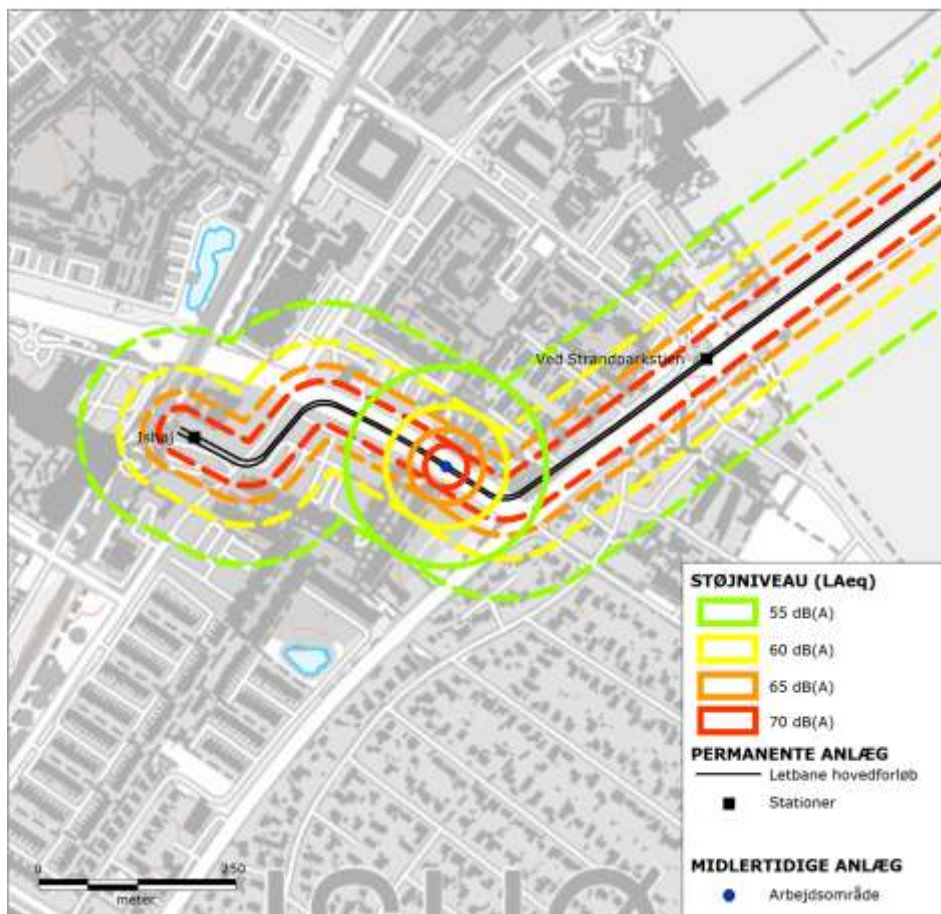 Ved Strandparkstien
Ishøj
STØJNIVEAU (LAeq)
55 dB(A)
60 dB(A)
65 dB(A)
70 dB(A)
PERMANENTE ANLÆG
Letbane hovedforløb
Stationer
MIDLERTIDIGE ANLÆG
Arbejdsområde
0 250
meter